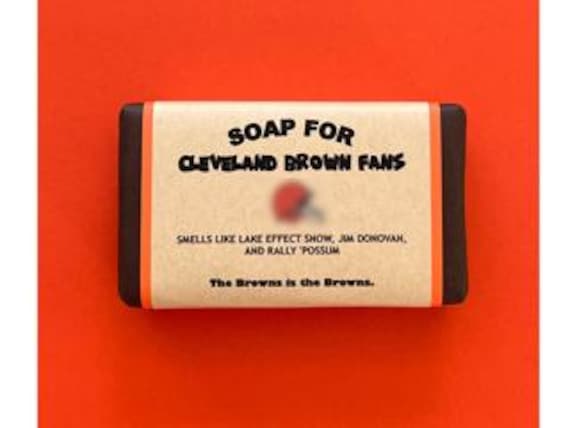 SOAP FOR
CLEVELAND BROWN FANS
SMELLS LIKE LAKE EFFECT SNOW, JIM DONOVAN,
AND RALLY 'POSSUM
The Browns is the Browns.